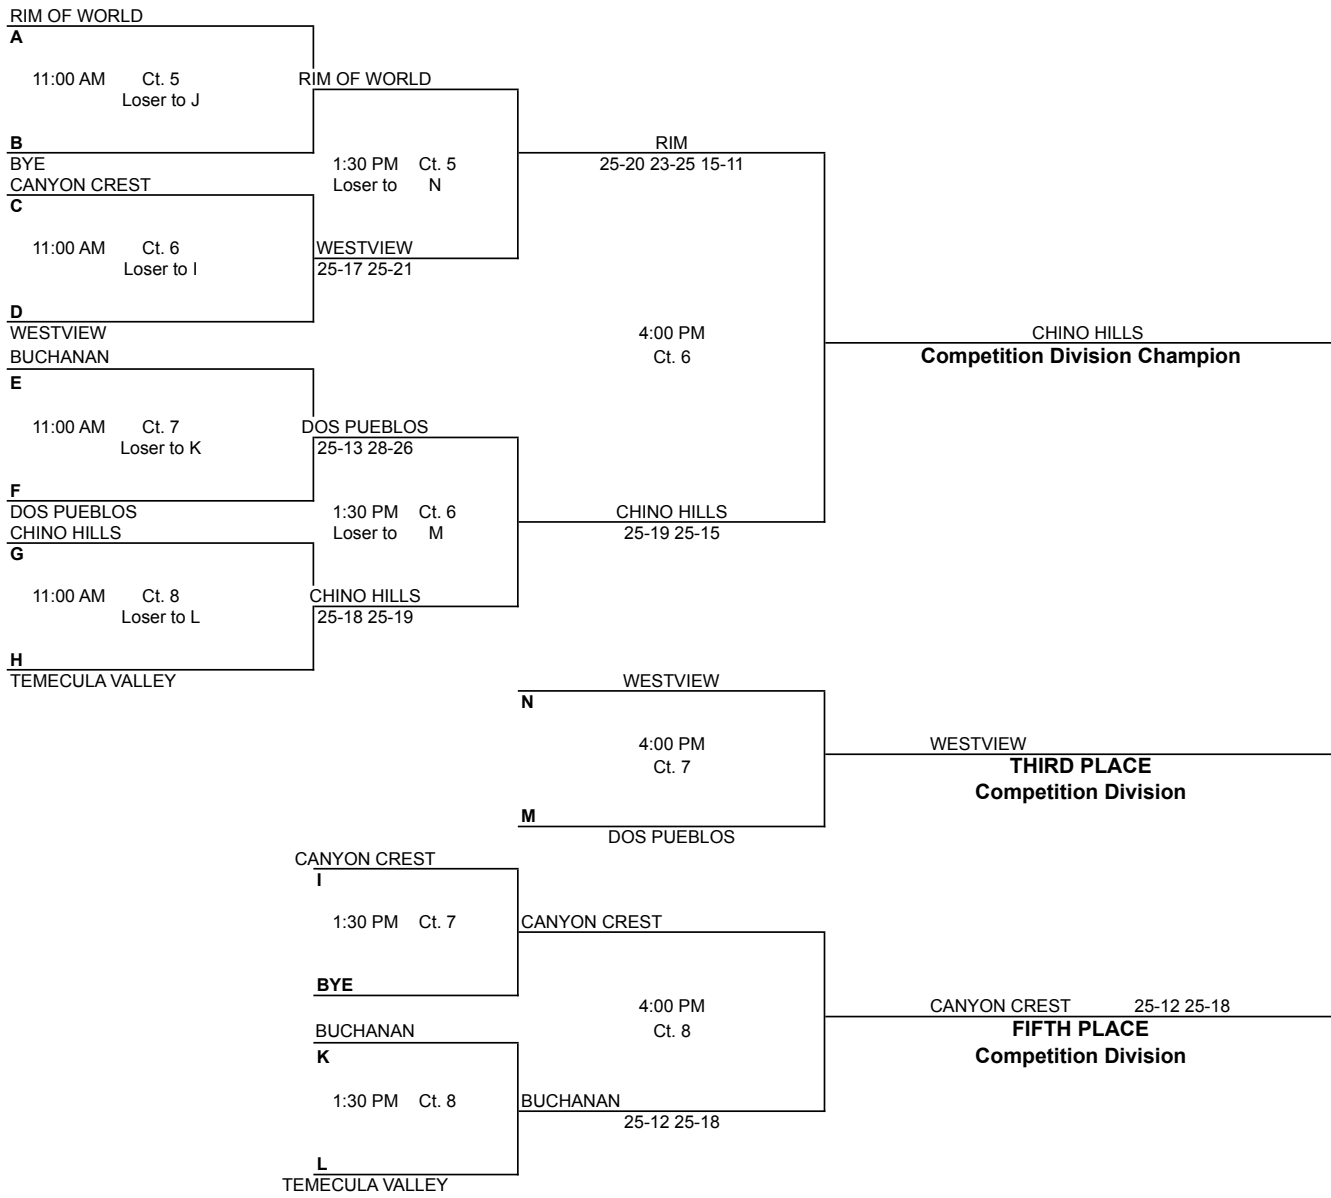 RIM OF WORLD
A
11:00 AM Ct. 5
Loser to J
RIM OF WORLD
B
BYE
1:30 PM Ct. 5
Loser to N
RIM
25-20 23-25 15-11
CANYON CREST
C
11:00 AM Ct. 6
Loser to I
WESTVIEW
25-17 25-21
D
WESTVIEW
4:00 PM
Ct. 6
CHINO HILLS
Competition Division Champion
BUCHANAN
E
11:00 AM Ct. 7
Loser to K
DOS PUEBLOS
25-13 28-26
F
DOS PUEBLOS
1:30 PM Ct. 6
Loser to M
CHINO HILLS
25-19 25-15
CHINO HILLS
G
11:00 AM Ct. 8
Loser to L
CHINO HILLS
25-18 25-19
H
TEMECULA VALLEY
WESTVIEW
N
4:00 PM
Ct. 7
WESTVIEW
THIRD PLACE
Competition Division
M
DOS PUEBLOS
CANYON CREST
I
1:30 PM Ct. 7
CANYON CREST
BYE
4:00 PM
Ct. 8
CANYON CREST 25-12 25-18
FIFTH PLACE
Competition Division
BUCHANAN
K
1:30 PM Ct. 8
BUCHANAN
25-12 25-18
L
TEMECULA VALLEY